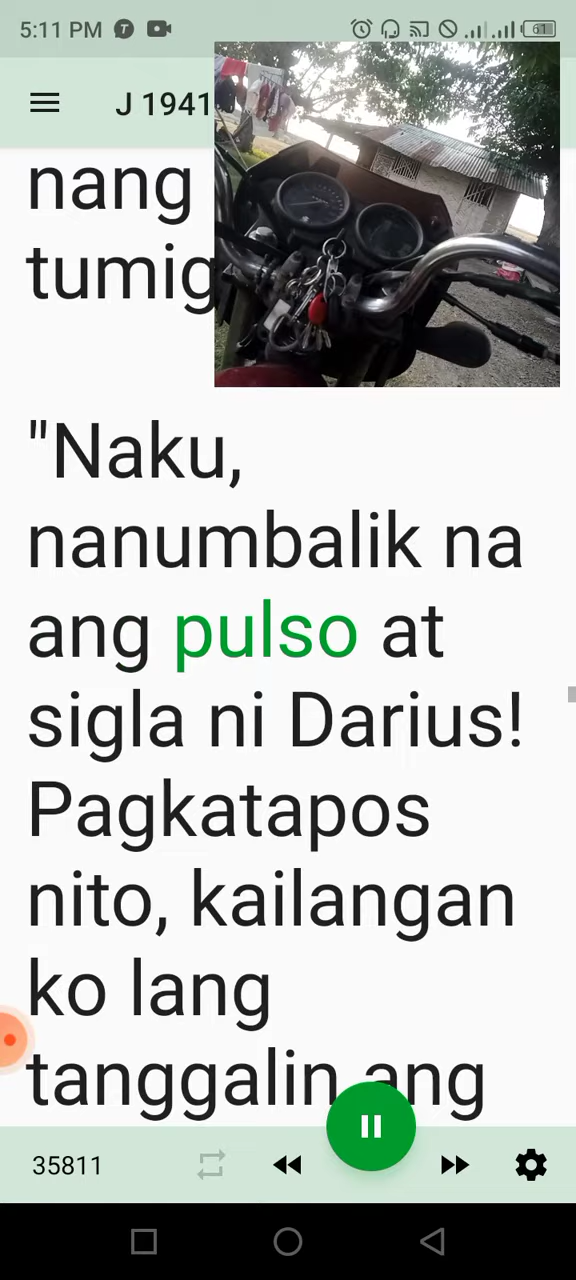 5:11 PM
61
J 1941
nang
tumig
"Naku,
nanumbalik na
ang pulso at
sigla ni Darius!
Pagkatapos
nito, kailangan
ko lang
tanggalin ang
35811